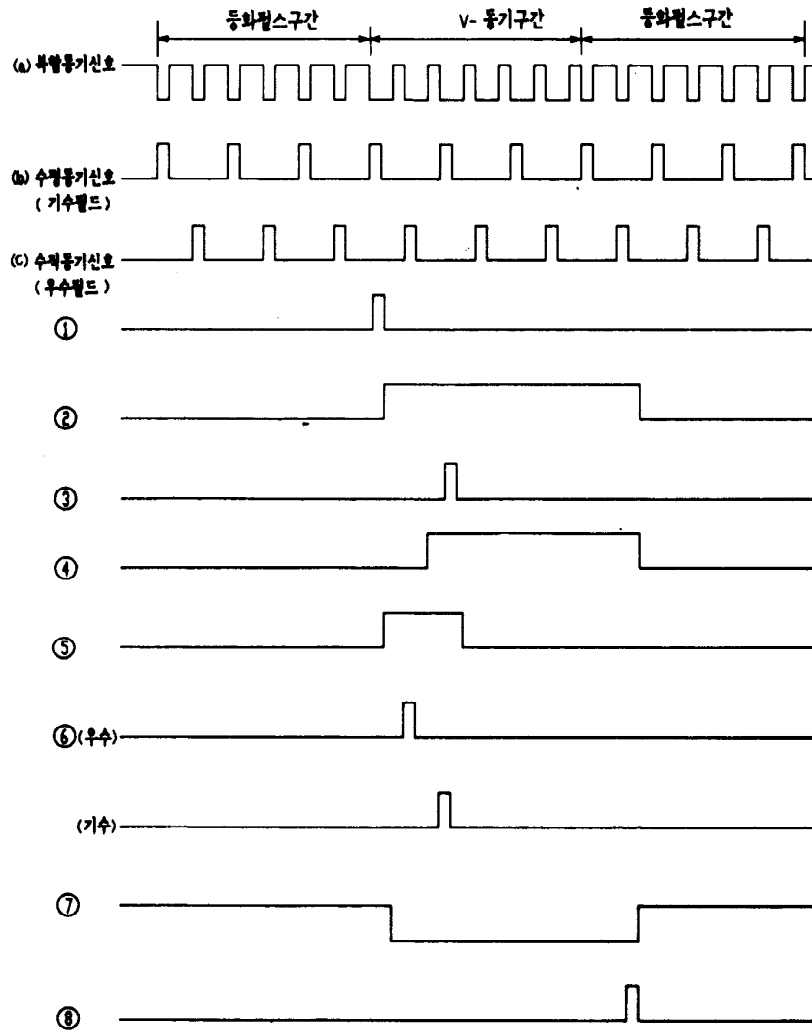 등화펄스구간 V-동기구간 등화펄스구간
(a) 복합동기신호
(b) 수평동기신호
(기수필드)
(C) 수평동기신호
(우수필드)
①
②
③
④
⑤
⑥(우수)
(기수)
⑦
⑧